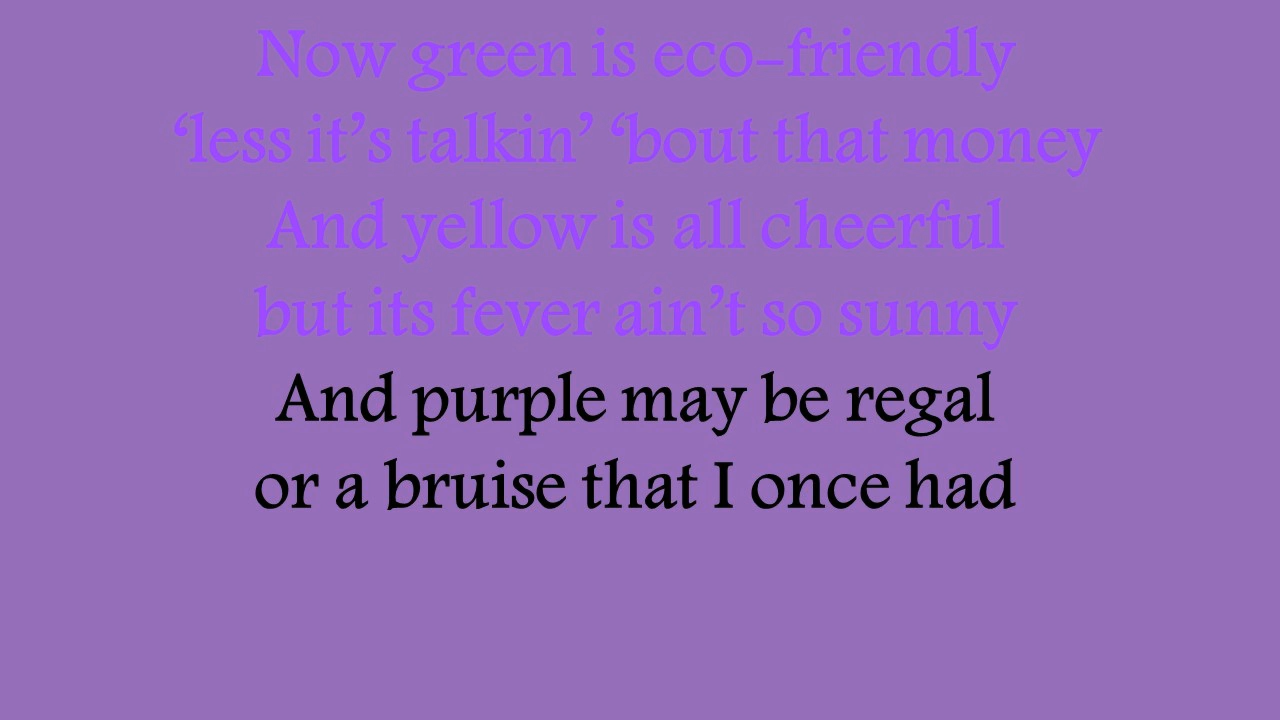 Now green is eco-friendly
‘less it’s talkin’ ‘bout that money
And yellow is all cheerful
but its fever ain’t so sunny
And purple may be regal
or a bruise that I once had